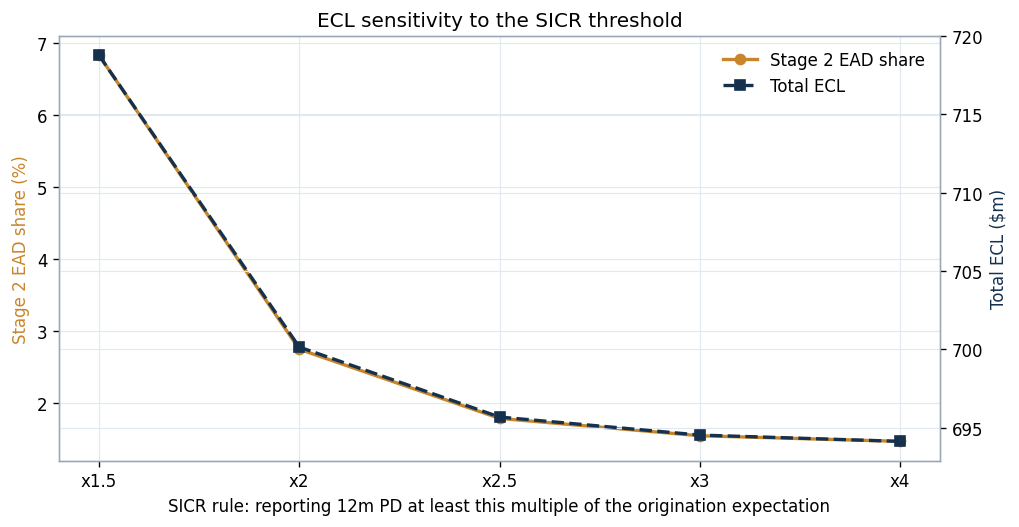 ECL sensitivity to the SICR threshold
Stage 2 EAD share
Total ECL
Stage 2 EAD share (%)
7
6
5
4
3
2
Total ECL ($m)
720
715
710
705
700
695
x1.5
x2
x2.5
x3
x4
SICR rule: reporting 12m PD at least this multiple of the origination expectation